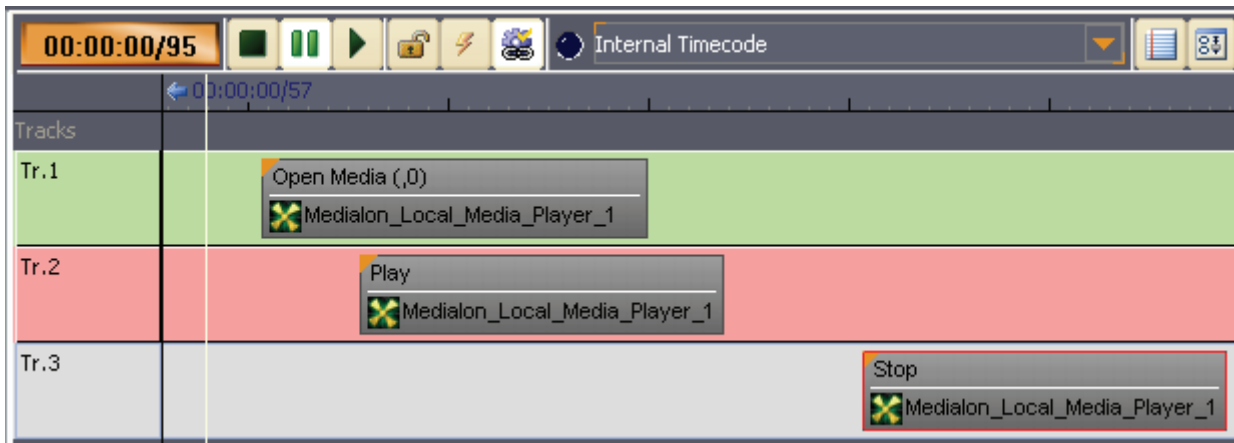 00:00:00/95
Internal Timecode
00:00:00/57
Tracks
Tr.1
Open Media (,0)
Medialon_Local_Media_Player_1
Tr.2
Play
Medialon_Local_Media_Player_1
Tr.3
Stop
Medialon_Local_Media_Player_1